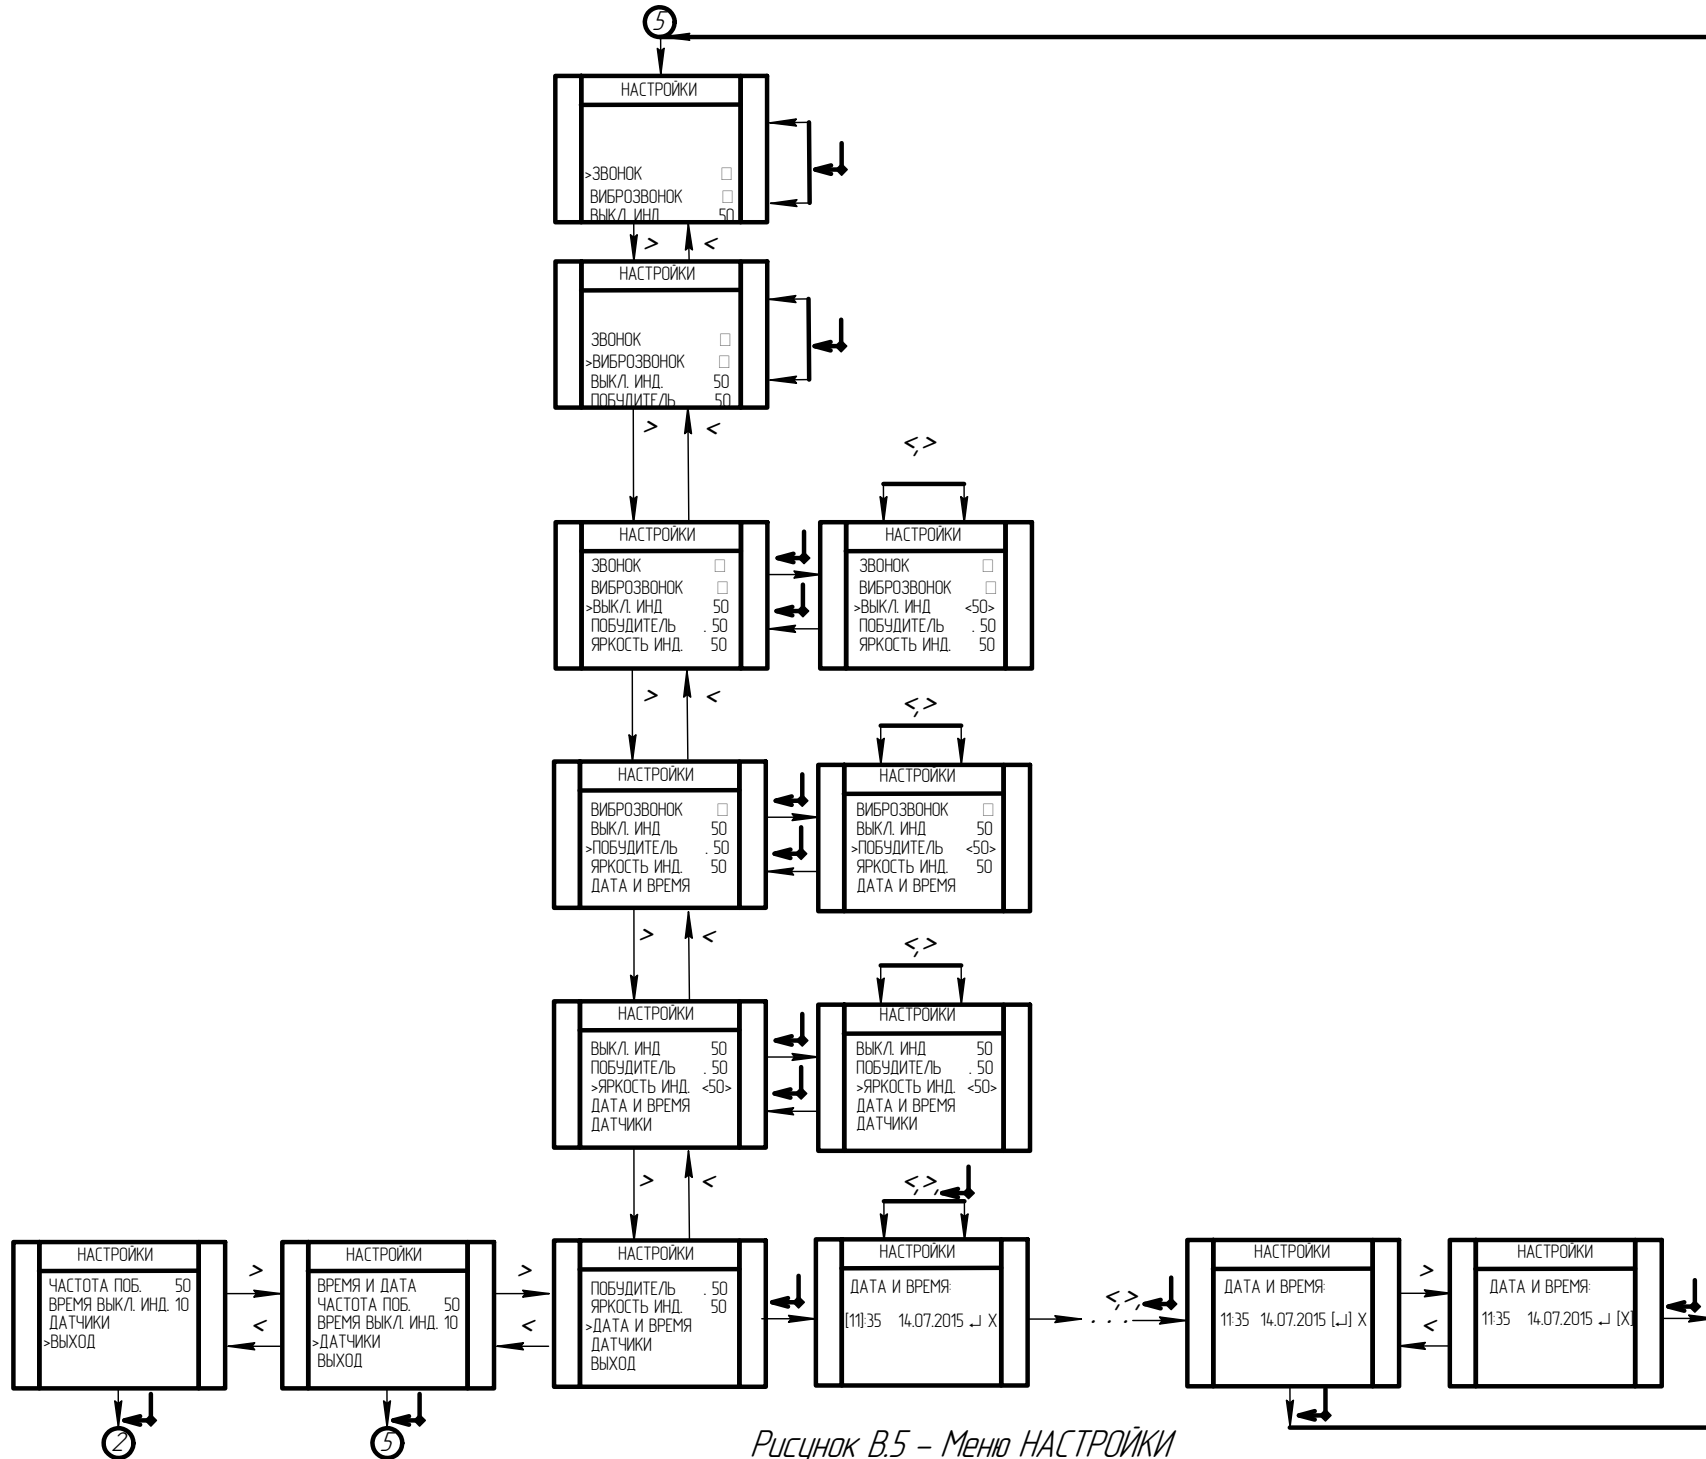 5
НАСТРОЙКИ
>ЗВОНОК □
ВИБРОЗВОНОК □
ВЫКЛ. ИНД 50
> <
НАСТРОЙКИ
ЗВОНОК □
>ВИБРОЗВОНОК □
ВЫКЛ. ИНД. 50
ПОБУДИТЕЛЬ 50
> <
<,>
НАСТРОЙКИ
ЗВОНОК □
ВИБРОЗВОНОК □
>ВЫКЛ. ИНД 50
ПОБУДИТЕЛЬ . 50
ЯРКОСТЬ ИНД. 50
НАСТРОЙКИ
ЗВОНОК □
ВИБРОЗВОНОК □
>ВЫКЛ. ИНД <50>
ПОБУДИТЕЛЬ . 50
ЯРКОСТЬ ИНД. 50
> <
<,>
НАСТРОЙКИ
ВИБРОЗВОНОК □
ВЫКЛ. ИНД 50
>ПОБУДИТЕЛЬ . 50
ЯРКОСТЬ ИНД. 50
ДАТА И ВРЕМЯ
НАСТРОЙКИ
ВИБРОЗВОНОК □
ВЫКЛ. ИНД 50
>ПОБУДИТЕЛЬ <50>
ЯРКОСТЬ ИНД. 50
ДАТА И ВРЕМЯ
> <
<,>
НАСТРОЙКИ
ВЫКЛ. ИНД 50
ПОБУДИТЕЛЬ . 50
>ЯРКОСТЬ ИНД. <50>
ДАТА И ВРЕМЯ
ДАТЧИКИ
НАСТРОЙКИ
ВЫКЛ. ИНД 50
ПОБУДИТЕЛЬ . 50
>ЯРКОСТЬ ИНД. <50>
ДАТА И ВРЕМЯ
ДАТЧИКИ
> <
<,>,
НАСТРОЙКИ
ЧАСТОТА ПОБ. 50
ВРЕМЯ ВЫКЛ. ИНД. 10
ДАТЧИКИ
>ВЫХОД
>
<
НАСТРОЙКИ
ВРЕМЯ И ДАТА
ЧАСТОТА ПОБ. 50
ВРЕМЯ ВЫКЛ. ИНД. 10
>ДАТЧИКИ
ВЫХОД
>
<
НАСТРОЙКИ
ПОБУДИТЕЛЬ . 50
ЯРКОСТЬ ИНД. 50
>ДАТА И ВРЕМЯ
ДАТЧИКИ
ВЫХОД
НАСТРОЙКИ
ДАТА И ВРЕМЯ:
[11]:35 14.07.2015 ↵ X
<,>,
. . .
НАСТРОЙКИ
ДАТА И ВРЕМЯ:
11:35 14.07.2015 [↵] X
>
<
НАСТРОЙКИ
ДАТА И ВРЕМЯ:
11:35 14.07.2015 ↵ [X]
2
5
Рисунок В.5 – Меню НАСТРОЙКИ